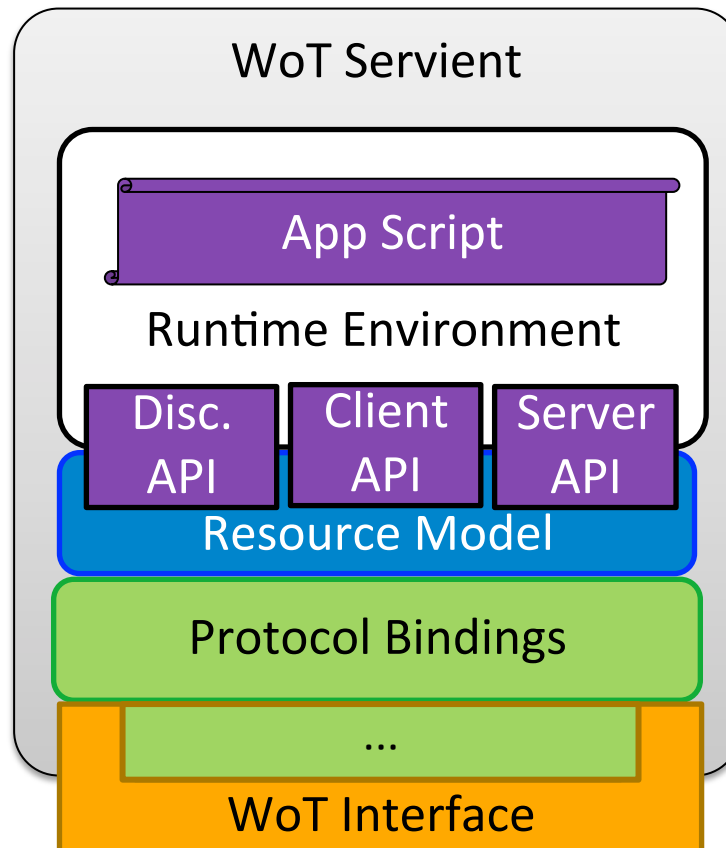 WoT Servient
App Script
Runtime Environment
Disc.
API
Client
API
Server
API
Resource Model
Protocol Bindings
...
WoT Interface